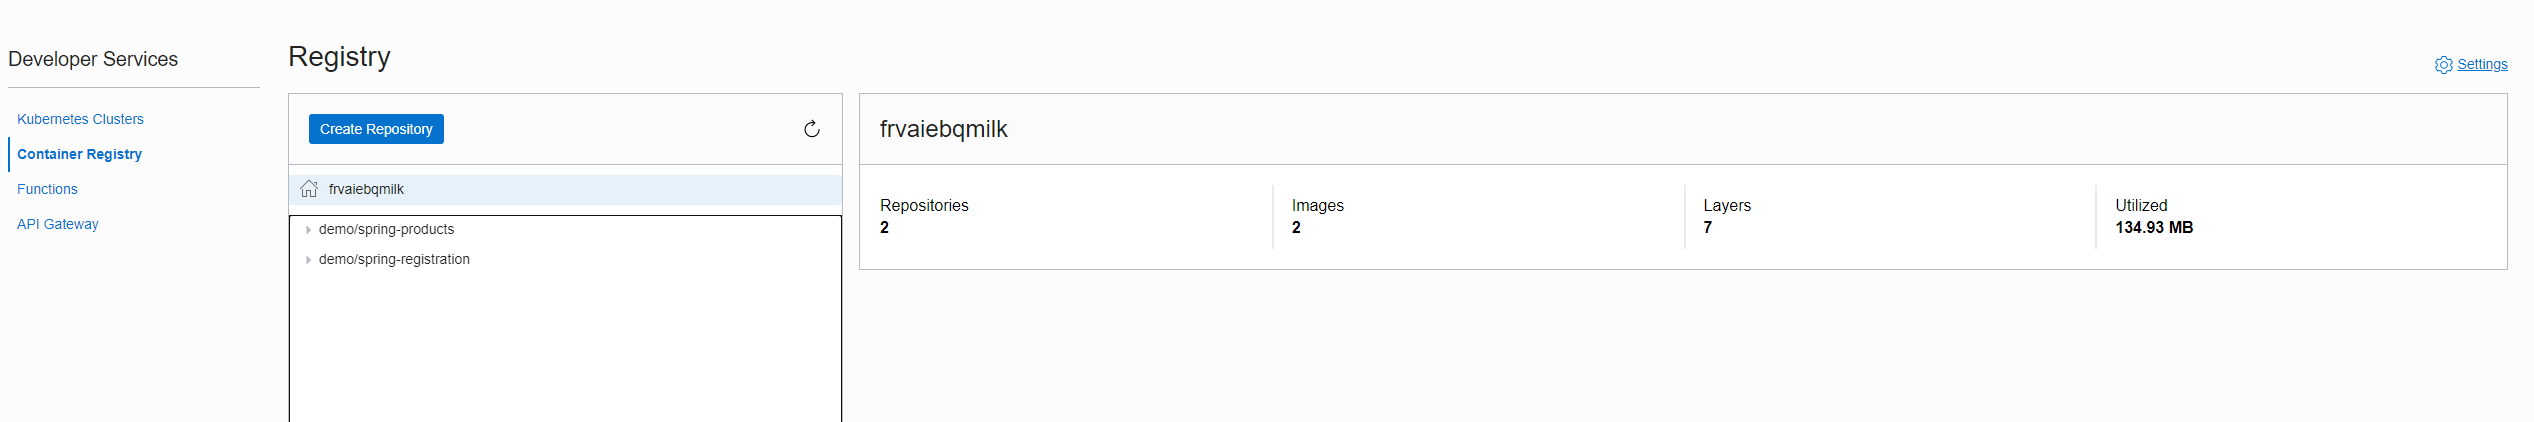 Developer Services
Kubernetes Clusters
Container Registry
Functions
API Gateway
Registry
Settings
Create Repository
frvaiebqmilk
demo/spring-products
demo/spring-registration
frvaiebqmilk
Repositories
2
Images
2
Layers
7
Utilized
134.93 MB